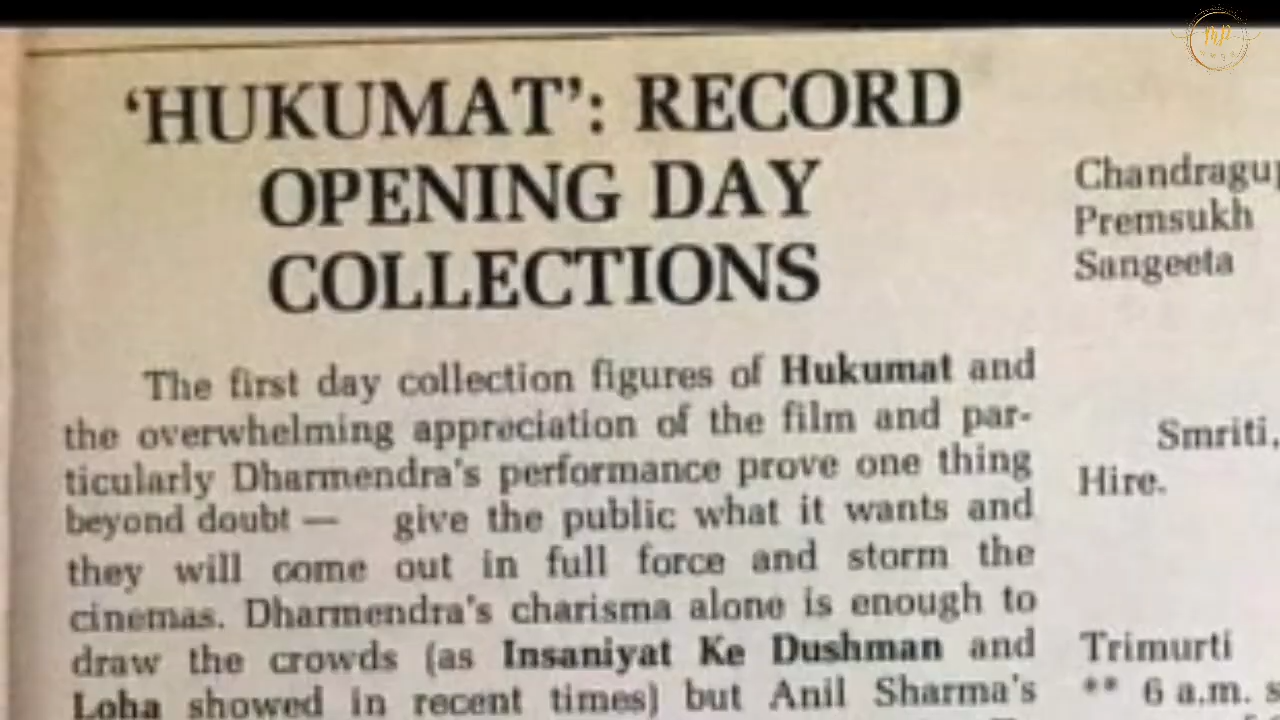 ‘HUKUMAT’: RECORD
OPENING DAY
COLLECTIONS
The first day collection figures of Hukumat and
the overwhelming appreciation of the film and par-
ticularly Dharmendra's performance prove one thing
beyond doubt — give the public what it wants and
they will come out in full force and storm the
cinemas. Dharmendra's charisma alone is enough to
draw the crowds (as Insaniyat Ke Dushman and
Loha showed in recent times) but Anil Sharma's
Premsukh
Sangeeta
Smriti,
Hire.
Trimurti
** 6 a.m.